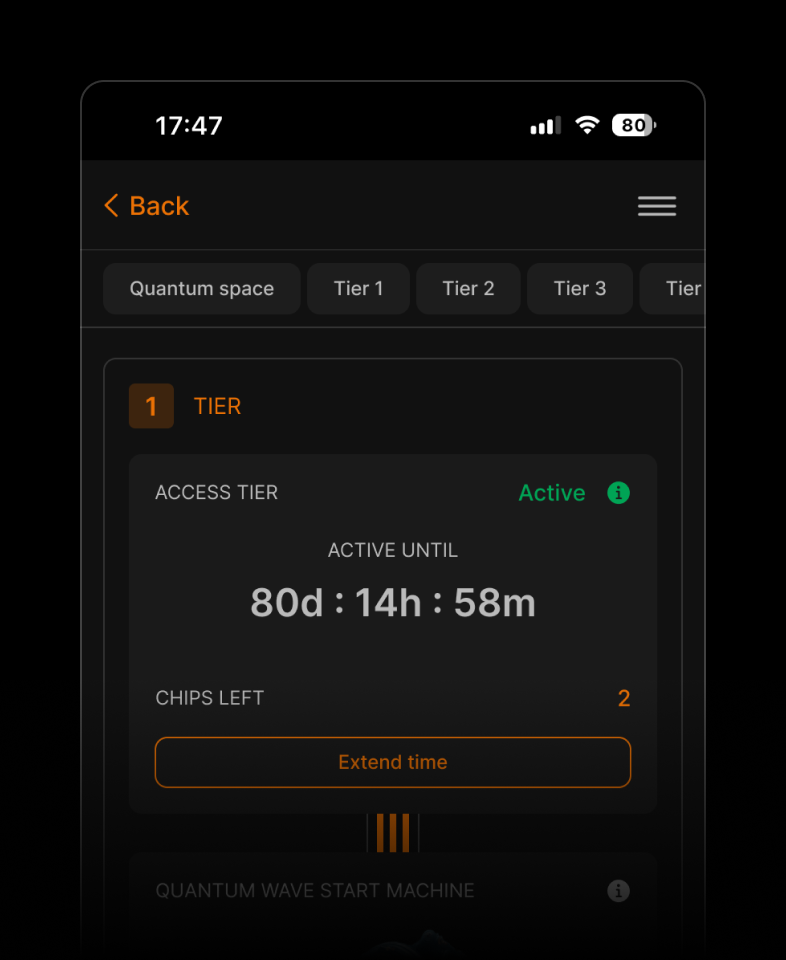 17:47
80
Back
Quantum space Tier 1 Tier 2 Tier 3 Tier
1 TIER
ACCESS TIER Active
ACTIVE UNTIL
80d : 14h : 58m
CHIPS LEFT 2
Extend time
QUANTUM WAVE START MACHINE